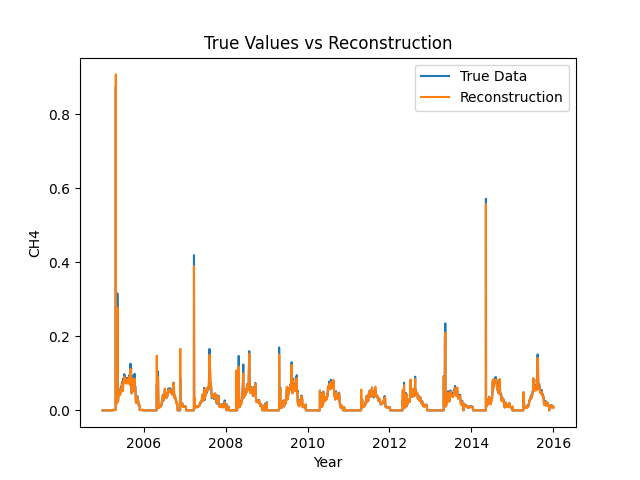 True Values vs Reconstruction
True Data
Reconstruction
0.8
0.6
0.4
0.2
0.0
CH4
2006
2008
2010
2012
2014
2016
Year